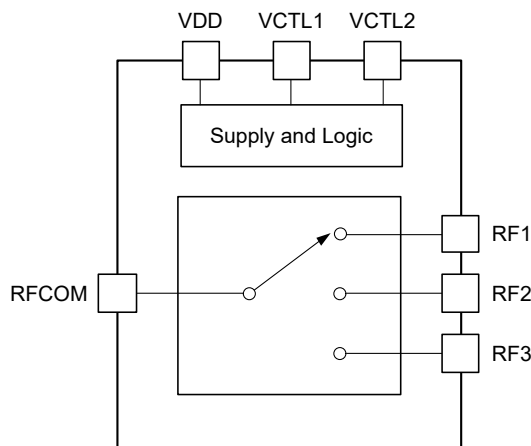 VDD VCTL1 VCTL2
Supply and Logic
RF1
RFCOM RF2
RF3